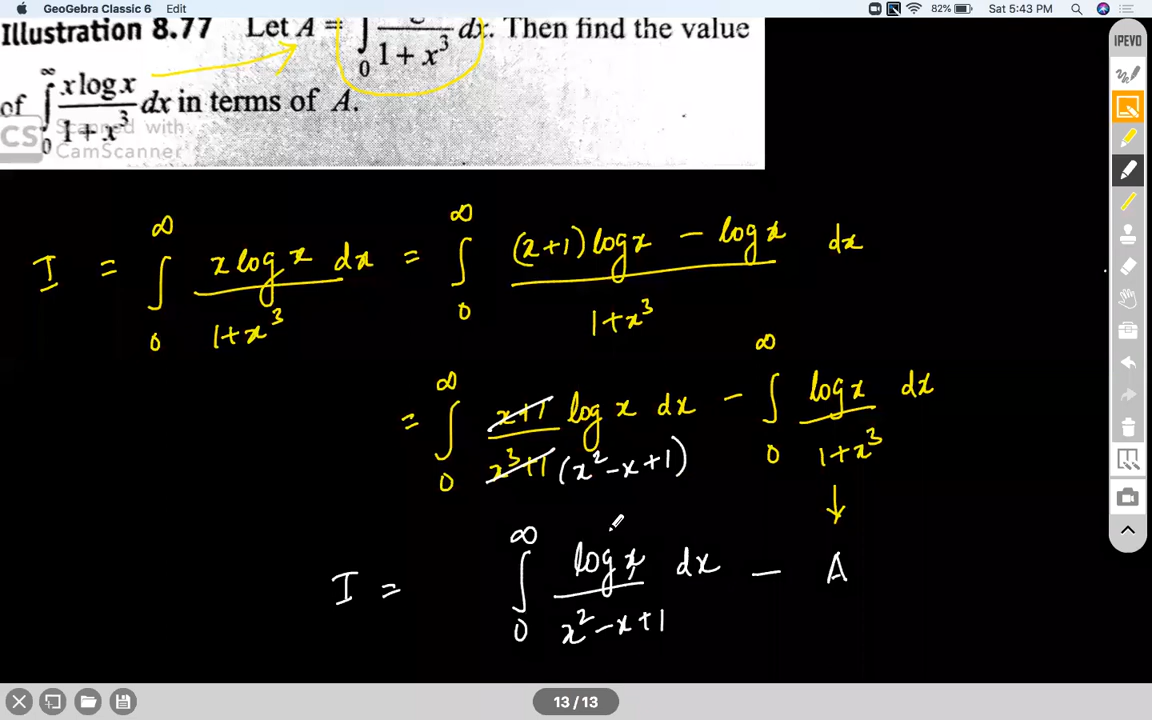 GeoGebra Classic 6 Edit 82% Sat 5:43 PM
IPEVO
Illustration 8.77 Let A = ∫₀ /(1 + x³) dx. Then find the value
of ∫₀^∞ (x log x)/(1 + x³) dx in terms of A.
CS Scanned with
CamScanner
I = ∫₀^∞ (x log x)/(1+x³) dx = ∫₀^∞ ((x+1) log x − log x)/(1+x³) dx
= ∫₀^∞ (x+1)/(x³+1) (x²−x+1) log x dx − ∫₀^∞ (log x)/(1+x³) dx
↓
I = ∫₀^∞ (log x)/(x²−x+1) dx − A
13 / 13